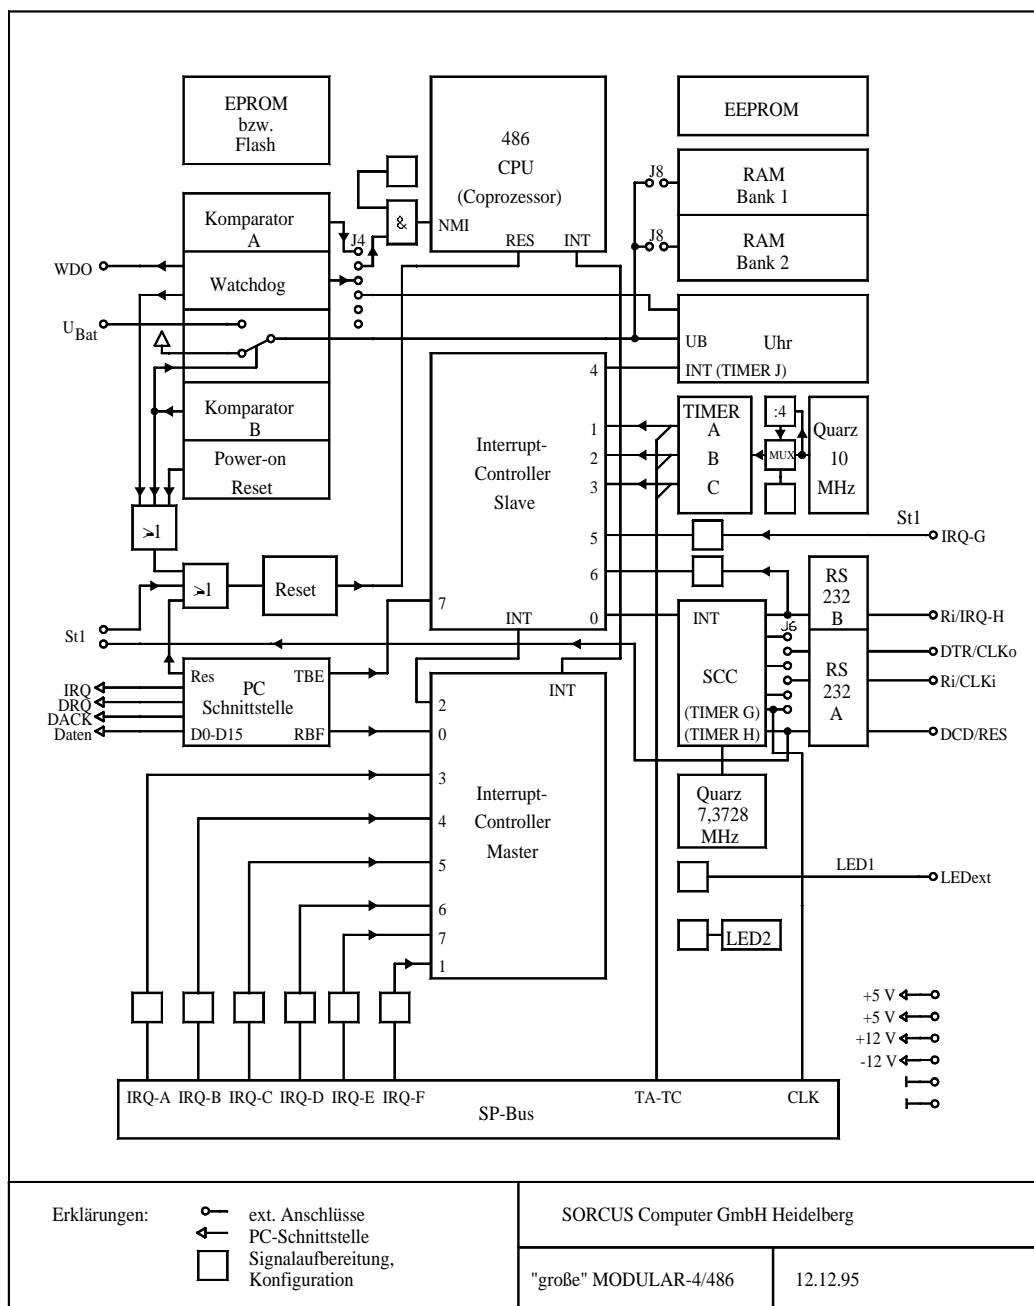 EPROM
bzw.
Flash
486
CPU
(Coprozessor)
NMI
RES
INT
EEPROM
J8
RAM
Bank 1
J8
RAM
Bank 2
&
J4
Komparator
A
WDO
Watchdog
UBat
UB
Uhr
INT (TIMER J)
Komparator
B
Power-on
Reset
Interrupt-
Controller
Slave
4
1
2
3
5
6
0
7
INT
TIMER
A
B
C
:4
MUX
Quarz
10
MHz
St1
IRQ-G
≥1
≥1
Reset
RS
232
B
Ri/IRQ-H
INT
J6
DTR/CLKo
St1
SCC
RS
232
A
Ri/CLKi
(TIMER G)
(TIMER H)
DCD/RES
Res
TBE
PC
Schnittstelle
D0-D15
RBF
IRQ
DRQ
DACK
Daten
INT
2
0
3
4
5
6
7
1
Interrupt-
Controller
Master
Quarz
7,3728
MHz
LED1
LEDext
LED2
+5 V
+5 V
+12 V
-12 V
IRQ-A
IRQ-B
IRQ-C
IRQ-D
IRQ-E
IRQ-F
TA-TC
CLK
SP-Bus
Erklärungen:
ext. Anschlüsse
PC-Schnittstelle
Signalaufbereitung,
Konfiguration
SORCUS Computer GmbH Heidelberg
"große" MODULAR-4/486
12.12.95